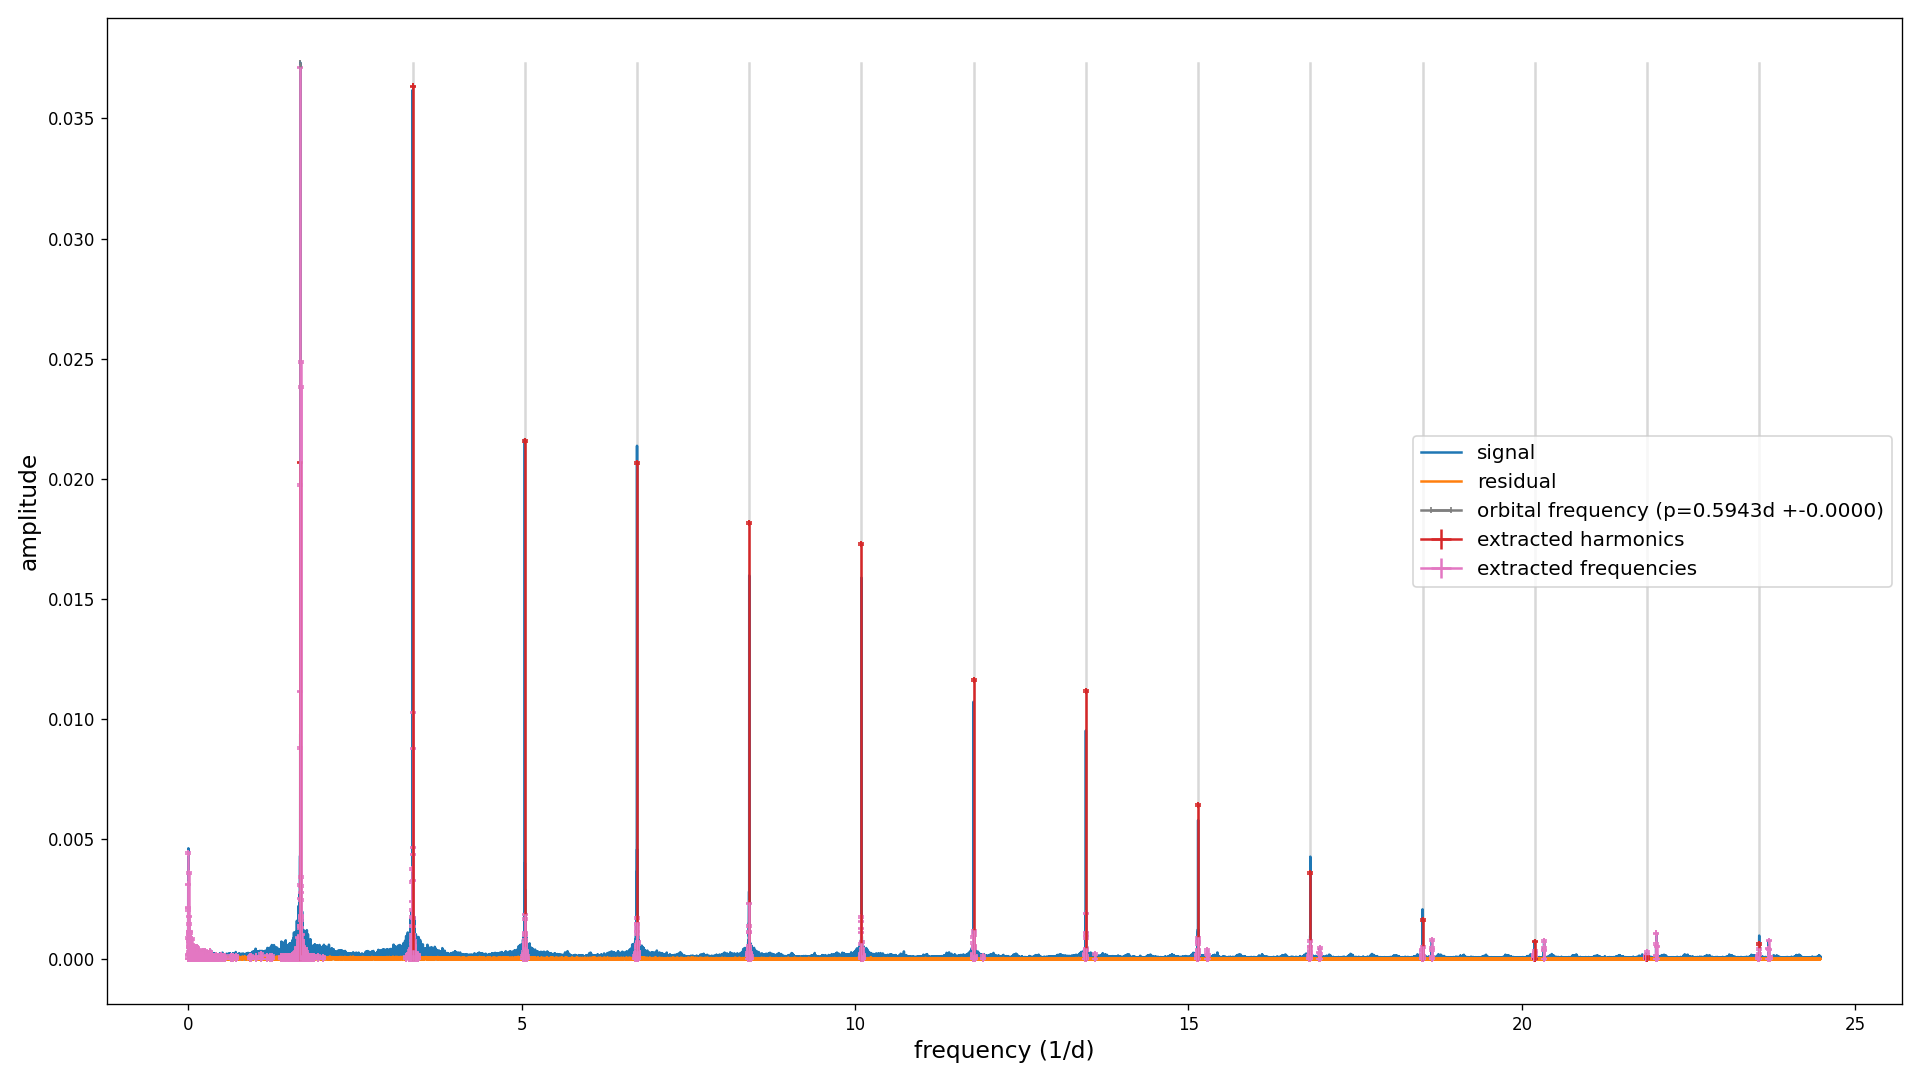 amplitude
0.035
0.030
0.025
0.020
0.015
0.010
0.005
0.000
signal
residual
orbital frequency (p=0.5943d +-0.0000)
extracted harmonics
extracted frequencies
0 5 10 15 20 25
frequency (1/d)